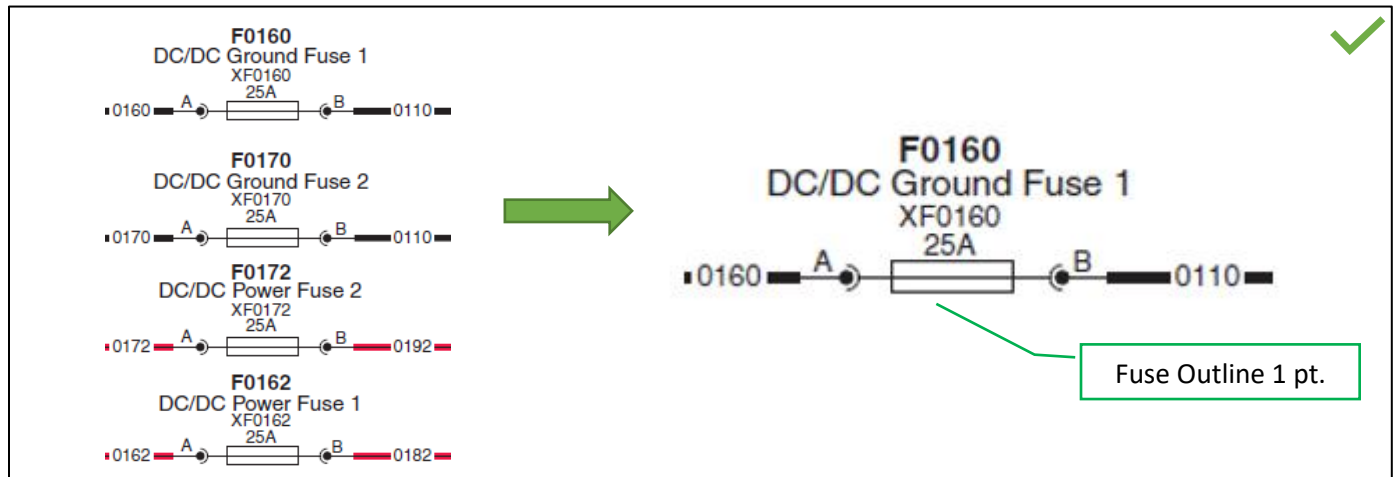 F0160
DC/DC Ground Fuse 1
XF0160
25A
0160 A B 0110
F0170
DC/DC Ground Fuse 2
XF0170
25A
0170 A B 0110
F0172
DC/DC Power Fuse 2
XF0172
25A
0172 A B 0192
F0162
DC/DC Power Fuse 1
XF0162
25A
0162 A B 0182
F0160
DC/DC Ground Fuse 1
XF0160
25A
0160 A B 0110
Fuse Outline 1 pt.